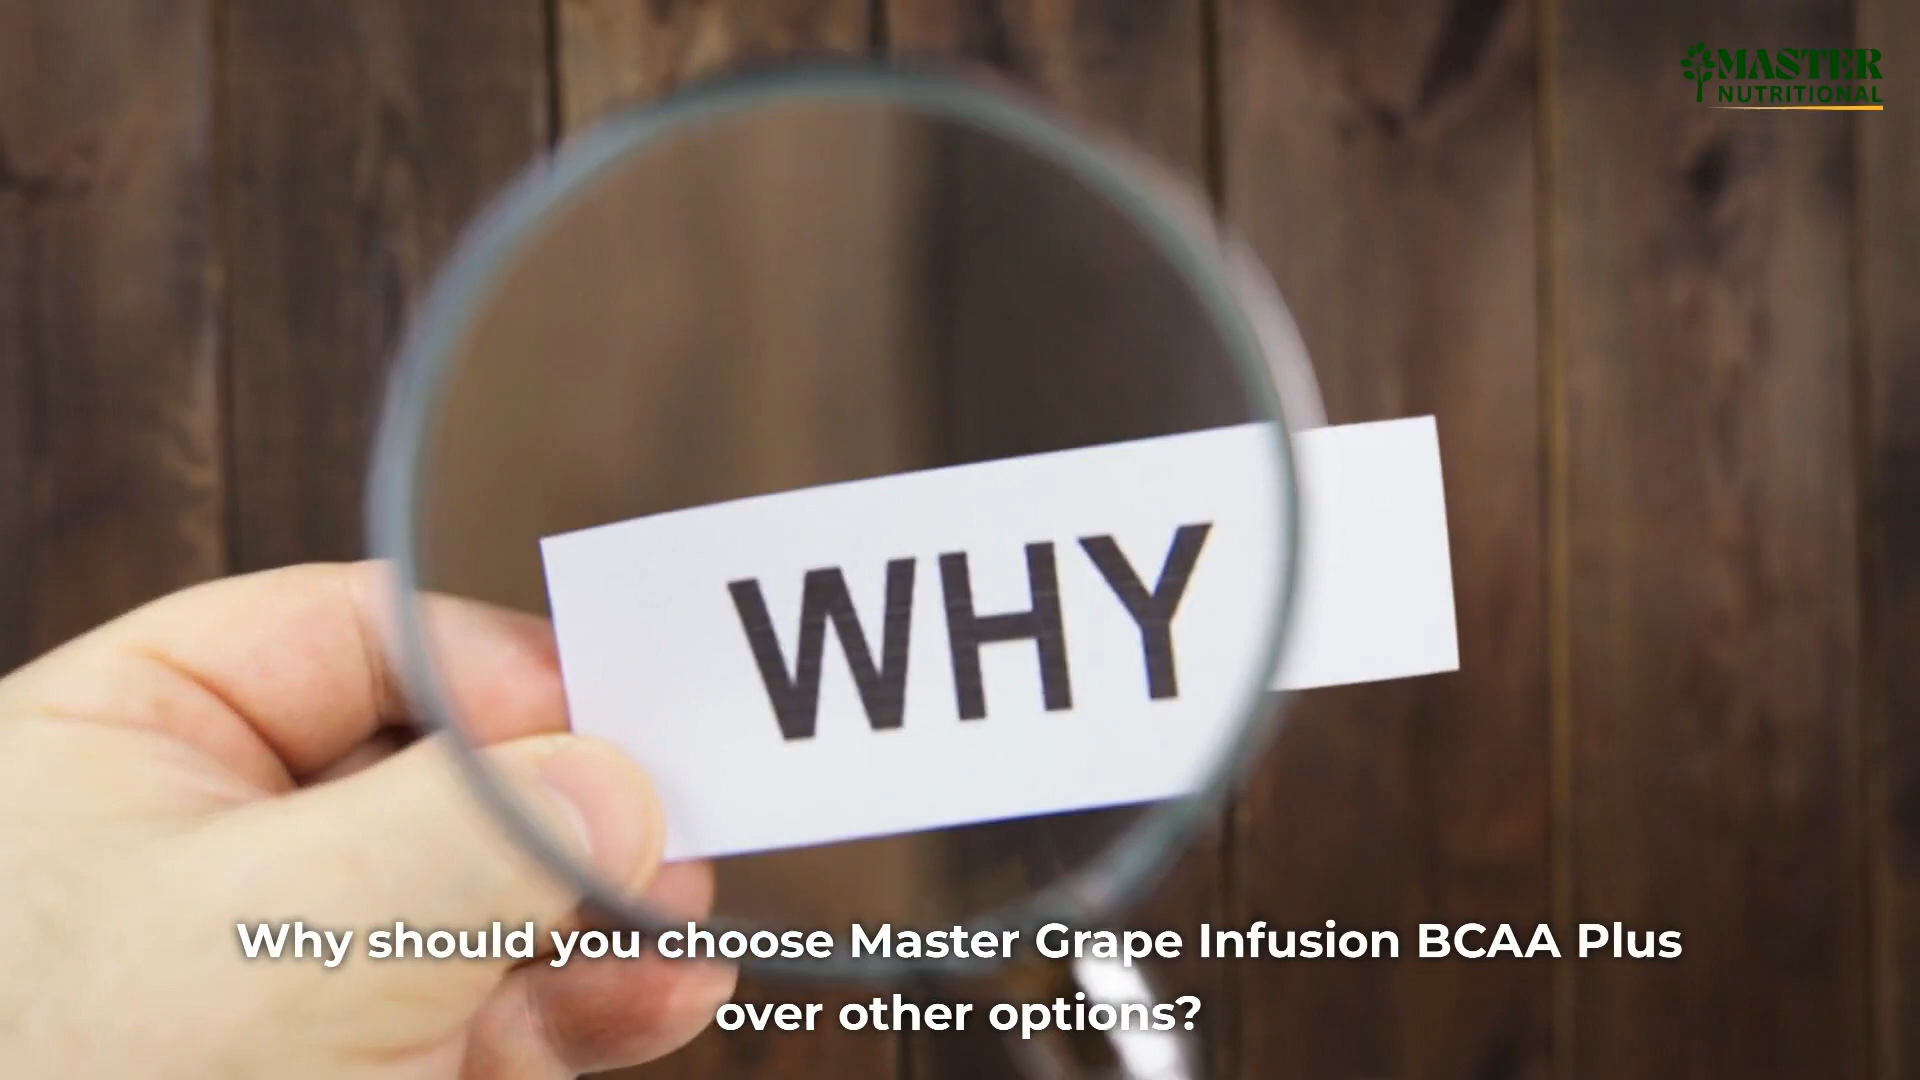 MASTER
NUTRITIONAL
WHY
Why should you choose Master Grape Infusion BCAA Plus
over other options?